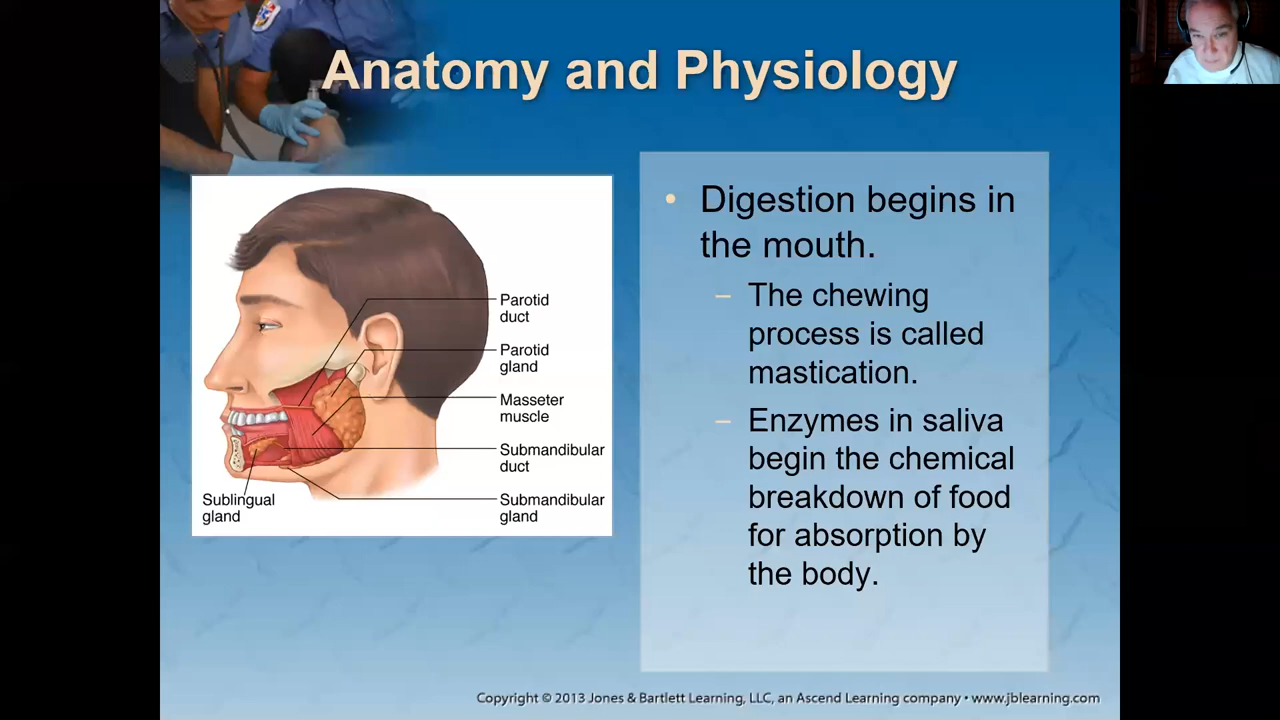 Anatomy and Physiology
Parotid
duct
Parotid
gland
Masseter
muscle
Submandibular
duct
Submandibular
gland
Sublingual
gland
• Digestion begins in
the mouth.
– The chewing
process is called
mastication.
– Enzymes in saliva
begin the chemical
breakdown of food
for absorption by
the body.
Copyright © 2013 Jones & Bartlett Learning, LLC, an Ascend Learning company • www.jblearning.com